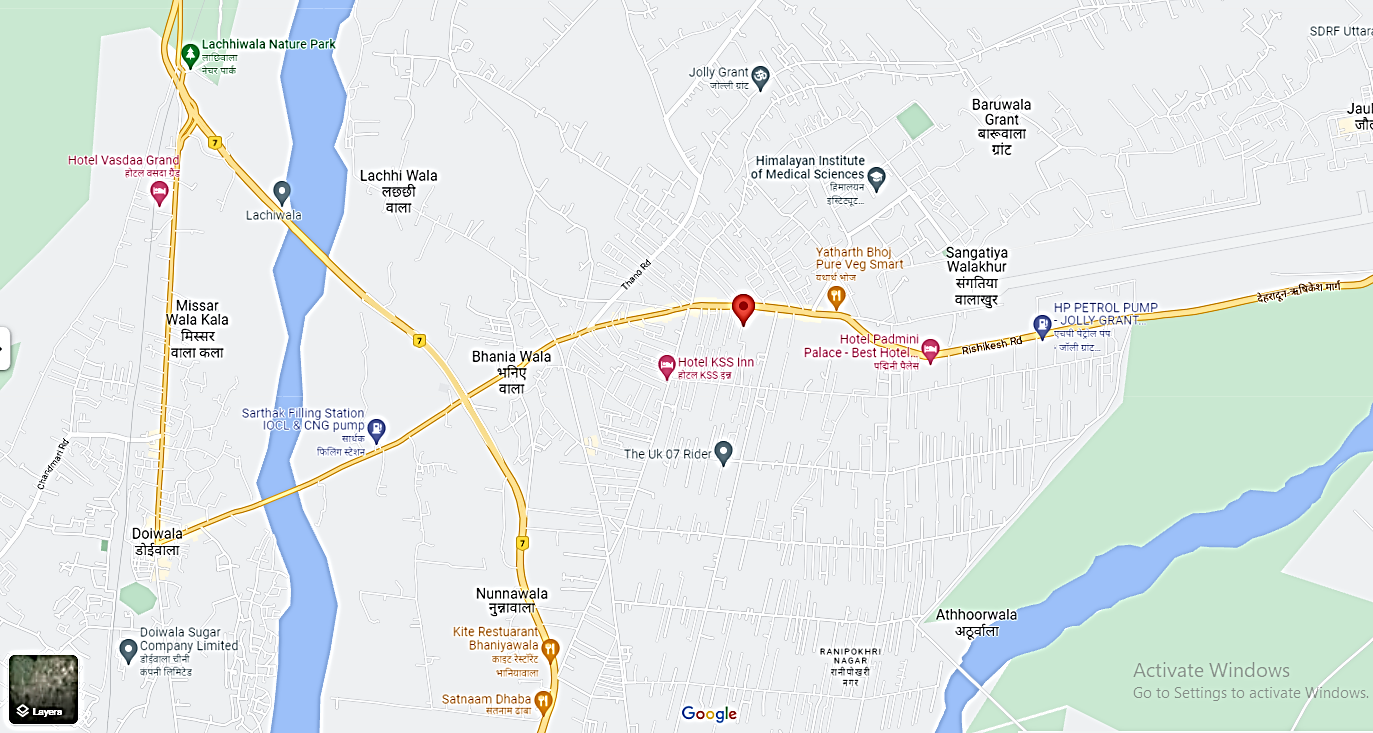 Lachhiwala Nature Park
लाछिवाला
नेचर पार्क
SDRF Uttara
Jolly Grant
जोल्ली ग्रांट
Baruwala
Grant
बारूवाला
ग्रांट
Jaul
जौल
7
Hotel Vasdaa Grand
होटल वसदा ग्रैंड
Lachhi Wala
लछछी
वाला
Himalayan Institute
of Medical Sciences
हिमालयन
इंस्टिट्यूट...
Lachiwala
Thano Rd
Yatharth Bhoj
Pure Veg Smart
यथार्थ भोज
Sangatiya
Walakhur
संगतिया
वालाखुर
देहरादून-ऋषिकेश मार्ग
Missar
Wala Kala
मिस्सर
वाला कला
HP PETROL PUMP
- JOLLY GRANT...
एचपी पेट्रोल पंप
- जॉली ग्रांट...
7
Hotel Padmini
Palace - Best Hotel...
पद्मिनी पैलेस
Rishikesh Rd
Bhania Wala
भनिए
वाला
Hotel KSS Inn
होटल KSS इन्न
Sarthak Filling Station
IOCL & CNG pump
सार्थक
फिलिंग स्टेशन
Chandmari Rd
The Uk 07 Rider
Doiwala
डोईवाला
7
Nunnawala
नुन्नावाला
Athhoorwala
अठूर्वाला
Kite Restuarant
Bhaniyawala
काइट रेस्टोरेंट
भानियावाला
Doiwala Sugar
Company Limited
डोईवाला चीनी
कंपनी लिमिटेड
RANIPOKHRI
NAGAR
रानीपोखरी
नगर
Satnaam Dhaba
सतनाम ढाबा
Layers
Google
Activate Windows
Go to Settings to activate Windows.